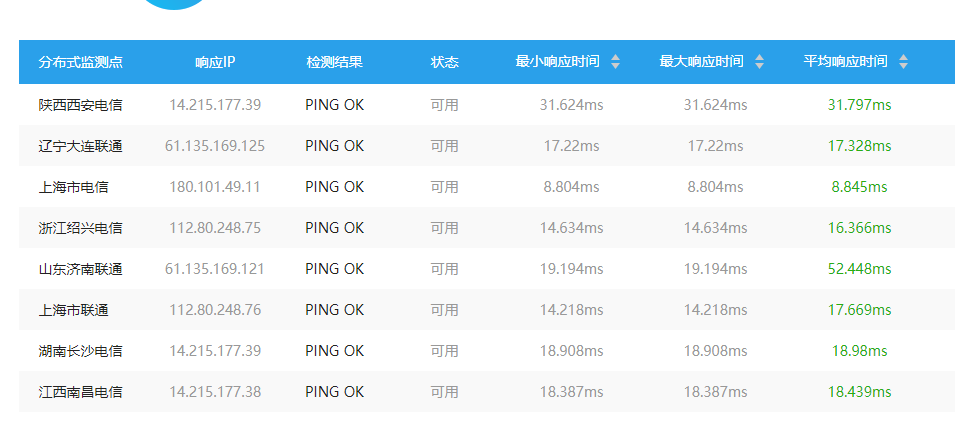 分布式监测点 响应IP 检测结果 状态 最小响应时间 最大响应时间 平均响应时间
陕西西安电信 14.215.177.39 PING OK 可用 31.624ms 31.624ms 31.797ms
辽宁大连联通 61.135.169.125 PING OK 可用 17.22ms 17.22ms 17.328ms
上海市电信 180.101.49.11 PING OK 可用 8.804ms 8.804ms 8.845ms
浙江绍兴电信 112.80.248.75 PING OK 可用 14.634ms 14.634ms 16.366ms
山东济南联通 61.135.169.121 PING OK 可用 19.194ms 19.194ms 52.448ms
上海市联通 112.80.248.76 PING OK 可用 14.218ms 14.218ms 17.669ms
湖南长沙电信 14.215.177.39 PING OK 可用 18.908ms 18.908ms 18.98ms
江西南昌电信 14.215.177.38 PING OK 可用 18.387ms 18.387ms 18.439ms